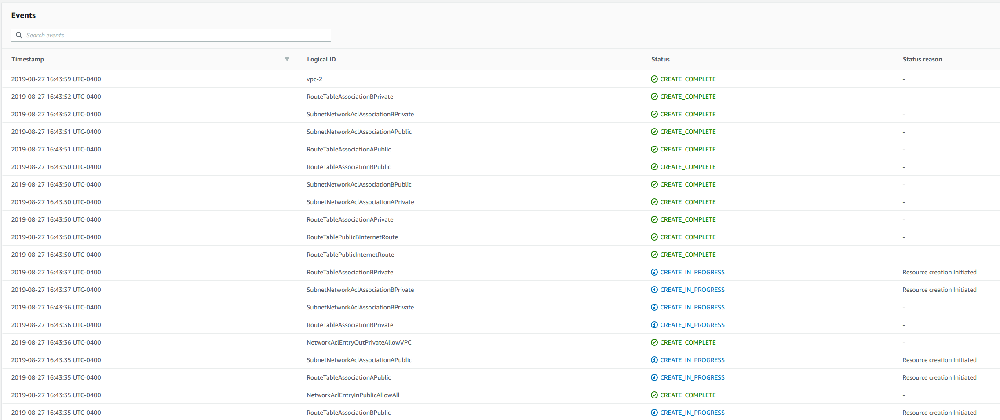 Events
Search events
Timestamp Logical ID Status Status reason
2019-08-27 16:43:59 UTC-0400 vpc-2 CREATE_COMPLETE -
2019-08-27 16:43:52 UTC-0400 RouteTableAssociationBPrivate CREATE_COMPLETE -
2019-08-27 16:43:52 UTC-0400 SubnetNetworkAclAssociationBPrivate CREATE_COMPLETE -
2019-08-27 16:43:51 UTC-0400 SubnetNetworkAclAssociationAPublic CREATE_COMPLETE -
2019-08-27 16:43:51 UTC-0400 RouteTableAssociationAPublic CREATE_COMPLETE -
2019-08-27 16:43:50 UTC-0400 RouteTableAssociationBPublic CREATE_COMPLETE -
2019-08-27 16:43:50 UTC-0400 SubnetNetworkAclAssociationBPublic CREATE_COMPLETE -
2019-08-27 16:43:50 UTC-0400 SubnetNetworkAclAssociationAPrivate CREATE_COMPLETE -
2019-08-27 16:43:50 UTC-0400 RouteTableAssociationAPrivate CREATE_COMPLETE -
2019-08-27 16:43:50 UTC-0400 RouteTablePublicBInternetRoute CREATE_COMPLETE -
2019-08-27 16:43:50 UTC-0400 RouteTablePublicInternetRoute CREATE_COMPLETE -
2019-08-27 16:43:37 UTC-0400 RouteTableAssociationBPrivate CREATE_IN_PROGRESS Resource creation Initiated
2019-08-27 16:43:37 UTC-0400 SubnetNetworkAclAssociationBPrivate CREATE_IN_PROGRESS Resource creation Initiated
2019-08-27 16:43:36 UTC-0400 SubnetNetworkAclAssociationBPrivate CREATE_IN_PROGRESS -
2019-08-27 16:43:36 UTC-0400 RouteTableAssociationBPrivate CREATE_IN_PROGRESS -
2019-08-27 16:43:36 UTC-0400 NetworkAclEntryOutPrivateAllowVPC CREATE_COMPLETE -
2019-08-27 16:43:35 UTC-0400 SubnetNetworkAclAssociationAPublic CREATE_IN_PROGRESS Resource creation Initiated
2019-08-27 16:43:35 UTC-0400 RouteTableAssociationAPublic CREATE_IN_PROGRESS Resource creation Initiated
2019-08-27 16:43:35 UTC-0400 NetworkAclEntryInPublicAllowAll CREATE_COMPLETE -
2019-08-27 16:43:35 UTC-0400 RouteTableAssociationBPublic CREATE_IN_PROGRESS Resource creation Initiated